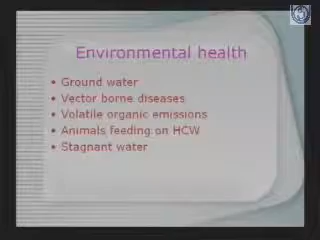 Environmental health
• Ground water
• Vector borne diseases
• Volatile organic emissions
• Animals feeding on HCW
• Stagnant water